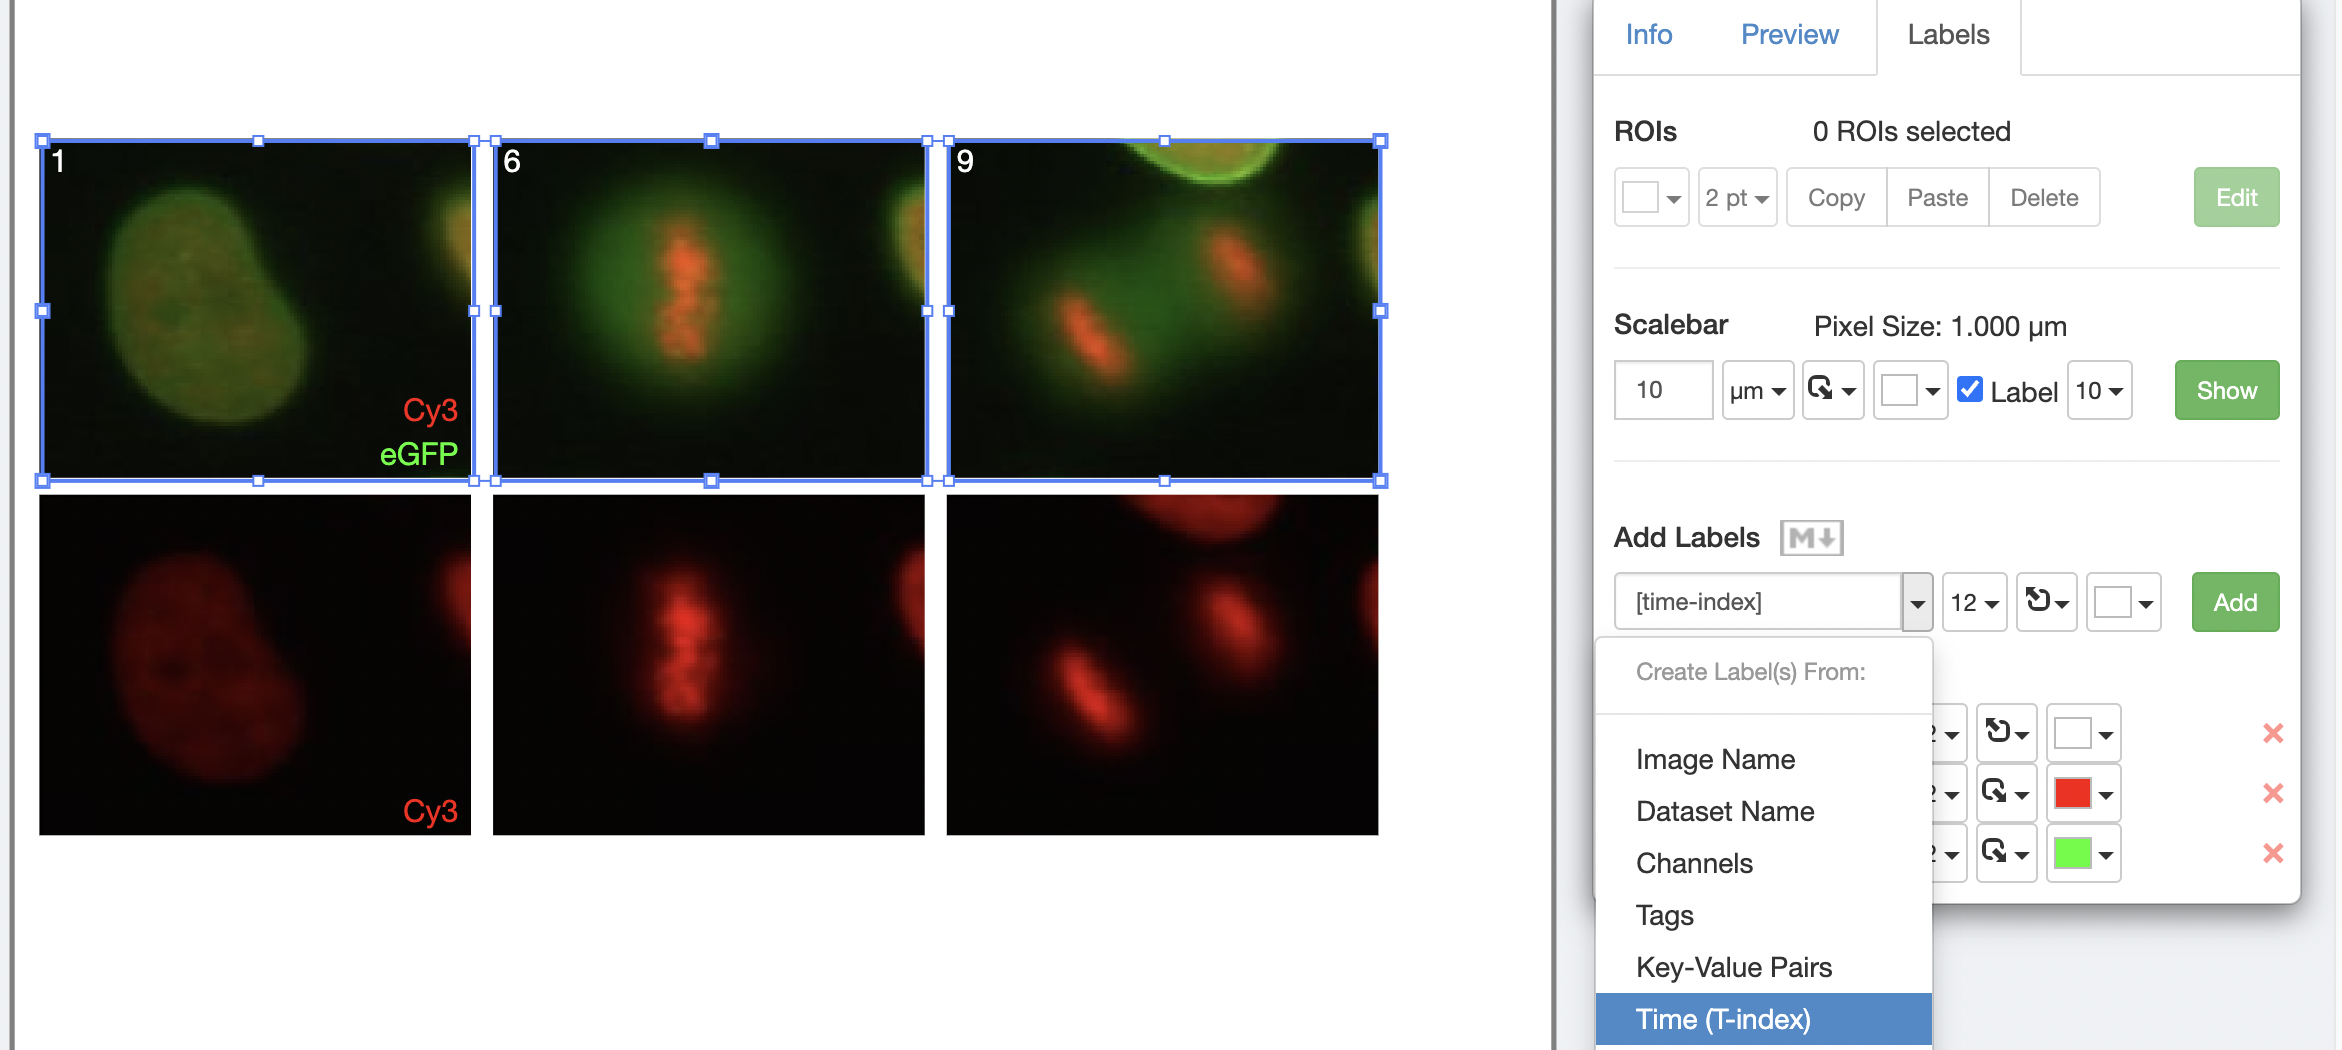 1
6
9
Cy3
eGFP
Cy3
Info Preview Labels
ROIs 0 ROIs selected
2 pt Copy Paste Delete Edit
Scalebar Pixel Size: 1.000 µm
10 µm Label 10 Show
Add Labels M
[time-index] 12 Add
Create Label(s) From:
Image Name
Dataset Name
Channels
Tags
Key-Value Pairs
Time (T-index)